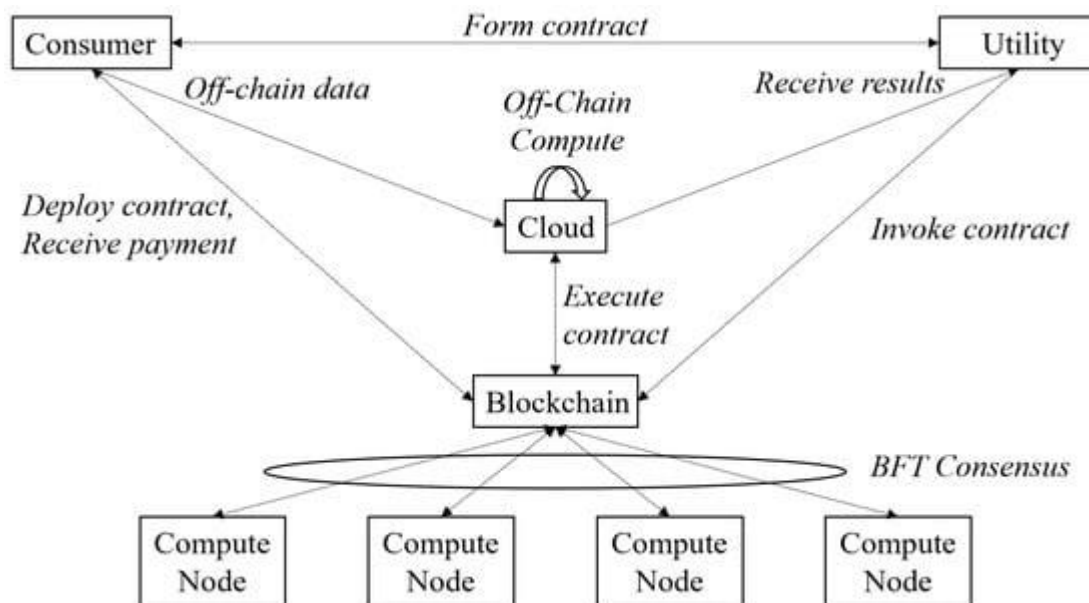 Form contract
Consumer
Utility
Off-chain data
Receive results
Off-Chain
Compute
Deploy contract,
Receive payment
Cloud
Invoke contract
Execute
contract
Blockchain
BFT Consensus
Compute
Node
Compute
Node
Compute
Node
Compute
Node